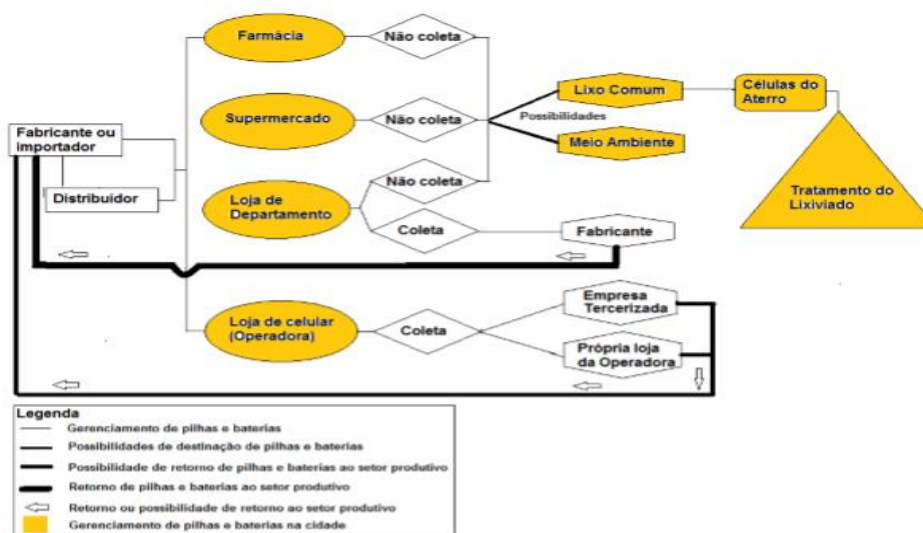 Farmácia
Não coleta
Supermercado
Não coleta
Lixo Comum
Possibilidades
Meio Ambiente
Células do
Aterro
Tratamento do
Lixiviado
Fabricante ou
importador
Distribuidor
Loja de
Departamento
Não coleta
Coleta
Fabricante
Loja de celular
(Operadora)
Coleta
Empresa
Tercerizada
Própria loja
da Operadora
Legenda
Gerenciamento de pilhas e baterias
Possibilidades de destinação de pilhas e baterias
Possibilidade de retorno de pilhas e baterias ao setor produtivo
Retorno de pilhas e baterias ao setor produtivo
Retorno ou possibilidade de retorno ao setor produtivo
Gerenciamento de pilhas e baterias na cidade